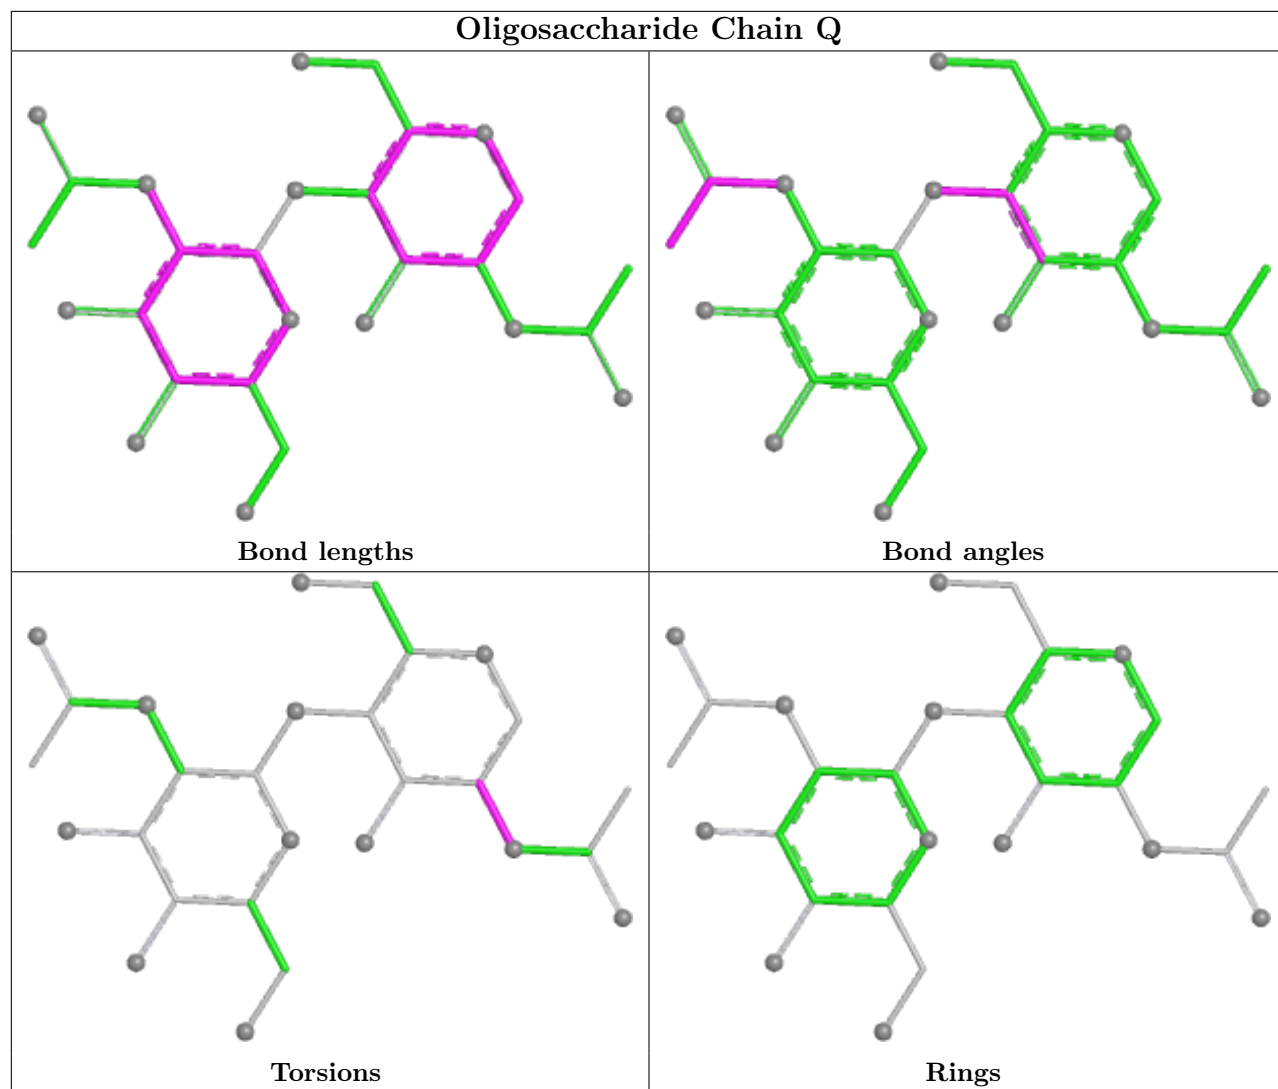 Oligosaccharide Chain Q
Bond lengths
Bond angles
Torsions
Rings